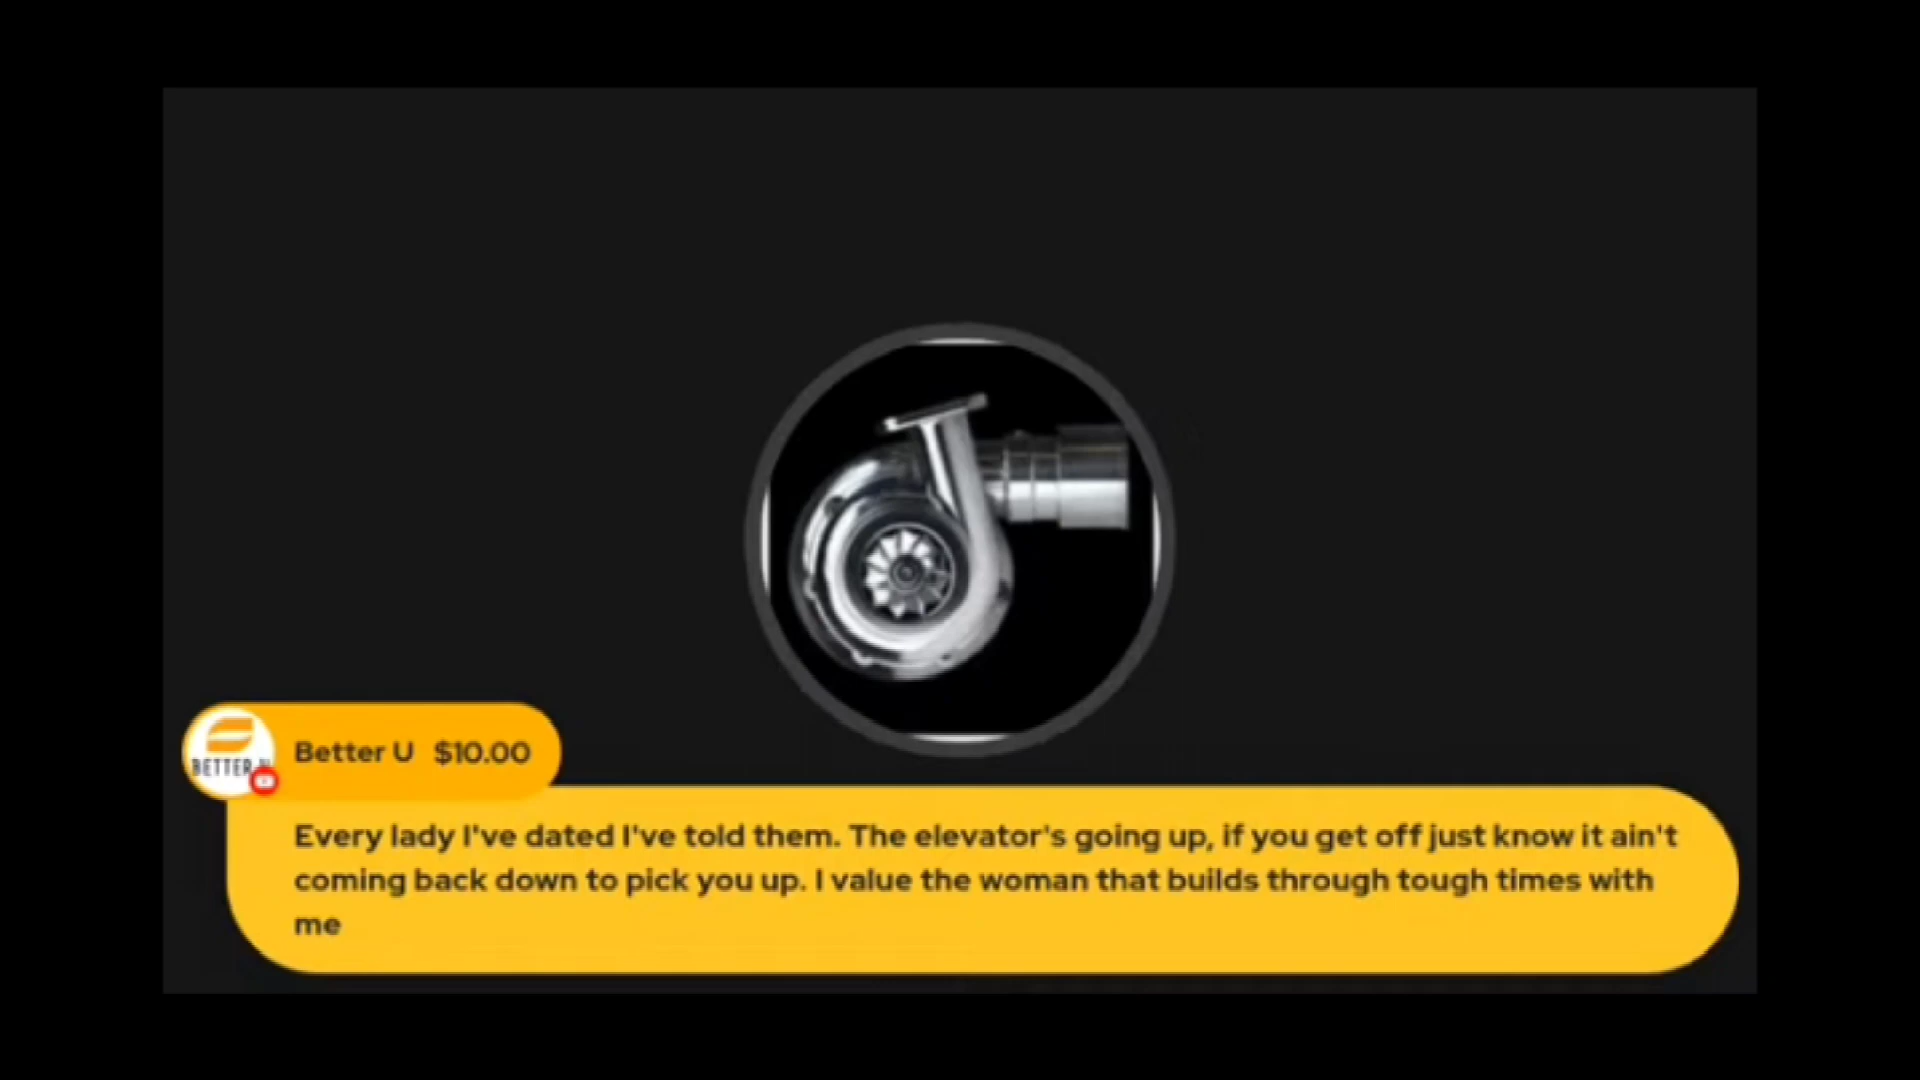 BETTER U
Better U $10.00
Every lady I've dated I've told them. The elevator's going up, if you get off just know it ain't
coming back down to pick you up. I value the woman that builds through tough times with
me